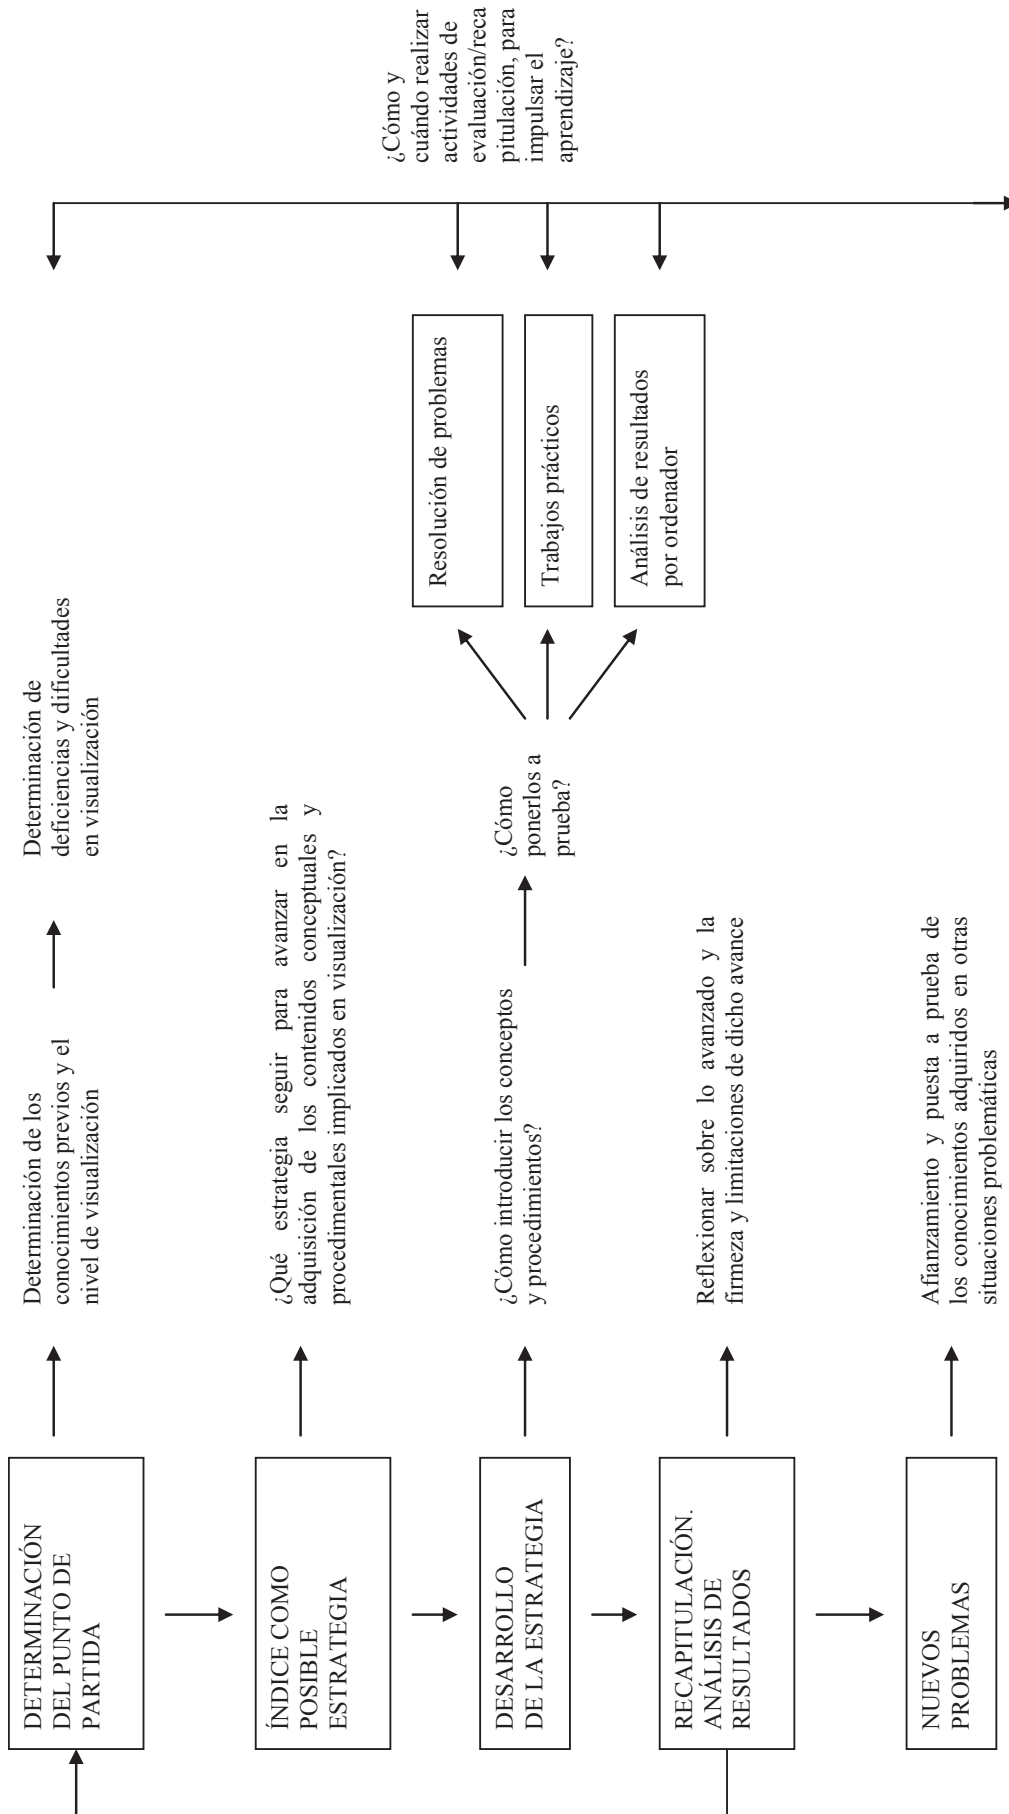 DETERMINACIÓN
DEL PUNTO DE
PARTIDA
Determinación de los
conocimientos previos y el
nivel de visualización
Determinación de
deficiencias y dificultades
en visualización
ÍNDICE COMO
POSIBLE
ESTRATEGIA
¿Qué estrategia seguir para avanzar en la
adquisición de los contenidos conceptuales y
procedimentales implicados en visualización?
DESARROLLO
DE LA ESTRATEGIA
¿Cómo introducir los conceptos
y procedimientos?
¿Cómo
ponerlos a
prueba?
Resolución de problemas
Trabajos prácticos
Análisis de resultados
por ordenador
¿Cómo y
cuándo realizar
actividades de
evaluación/reca
pitulación, para
impulsar el
aprendizaje?
RECAPITULACIÓN.
ANÁLISIS DE
RESULTADOS
Reflexionar sobre lo avanzado y la
firmeza y limitaciones de dicho avance
NUEVOS
PROBLEMAS
Afianzamiento y puesta a prueba de
los conocimientos adquiridos en otras
situaciones problemáticas